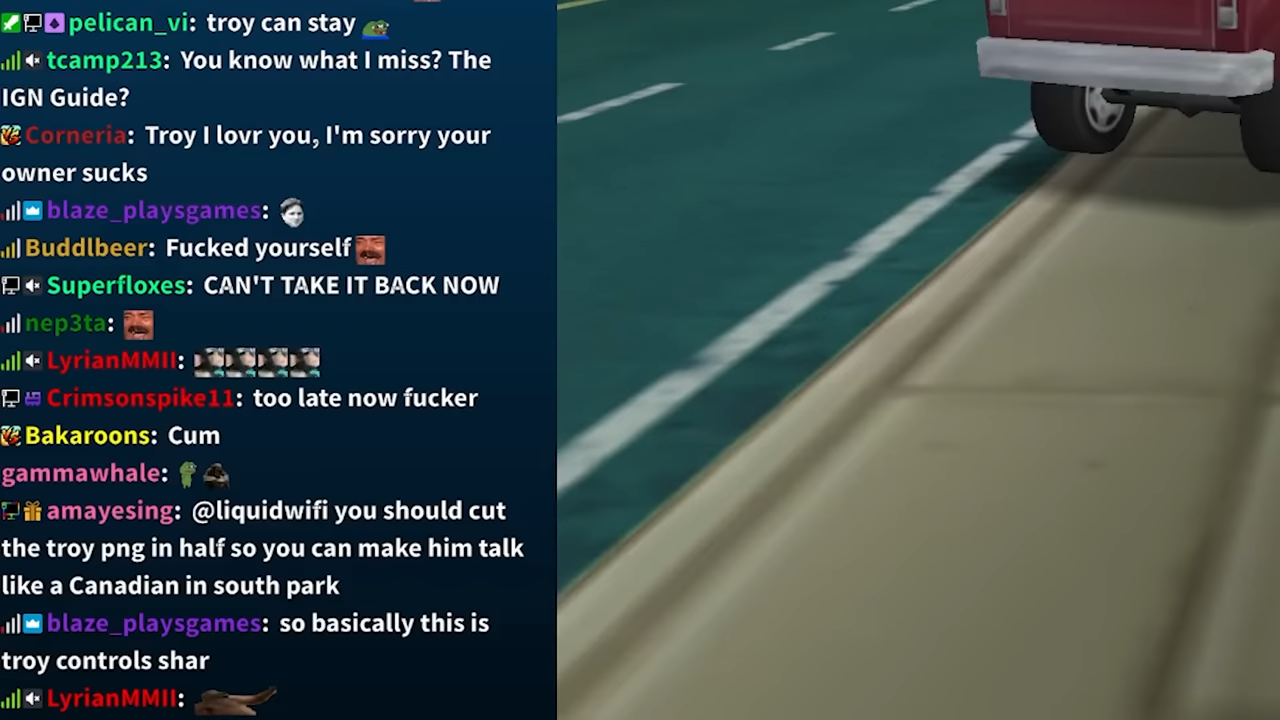 pelican_vi: troy can stay
tcamp213: You know what I miss? The
IGN Guide?
Corneria: Troy I lovr you, I'm sorry your
owner sucks
blaze_playsgames:
Buddlbeer: Fucked yourself
Superfloxes: CAN'T TAKE IT BACK NOW
nep3ta:
LyrianMMII:
Crimsonspike11: too late now fucker
Bakaroons: Cum
gammawhale:
amayesing: @liquidwifi you should cut
the troy png in half so you can make him talk
like a Canadian in south park
blaze_playsgames: so basically this is
troy controls shar
LyrianMMII: